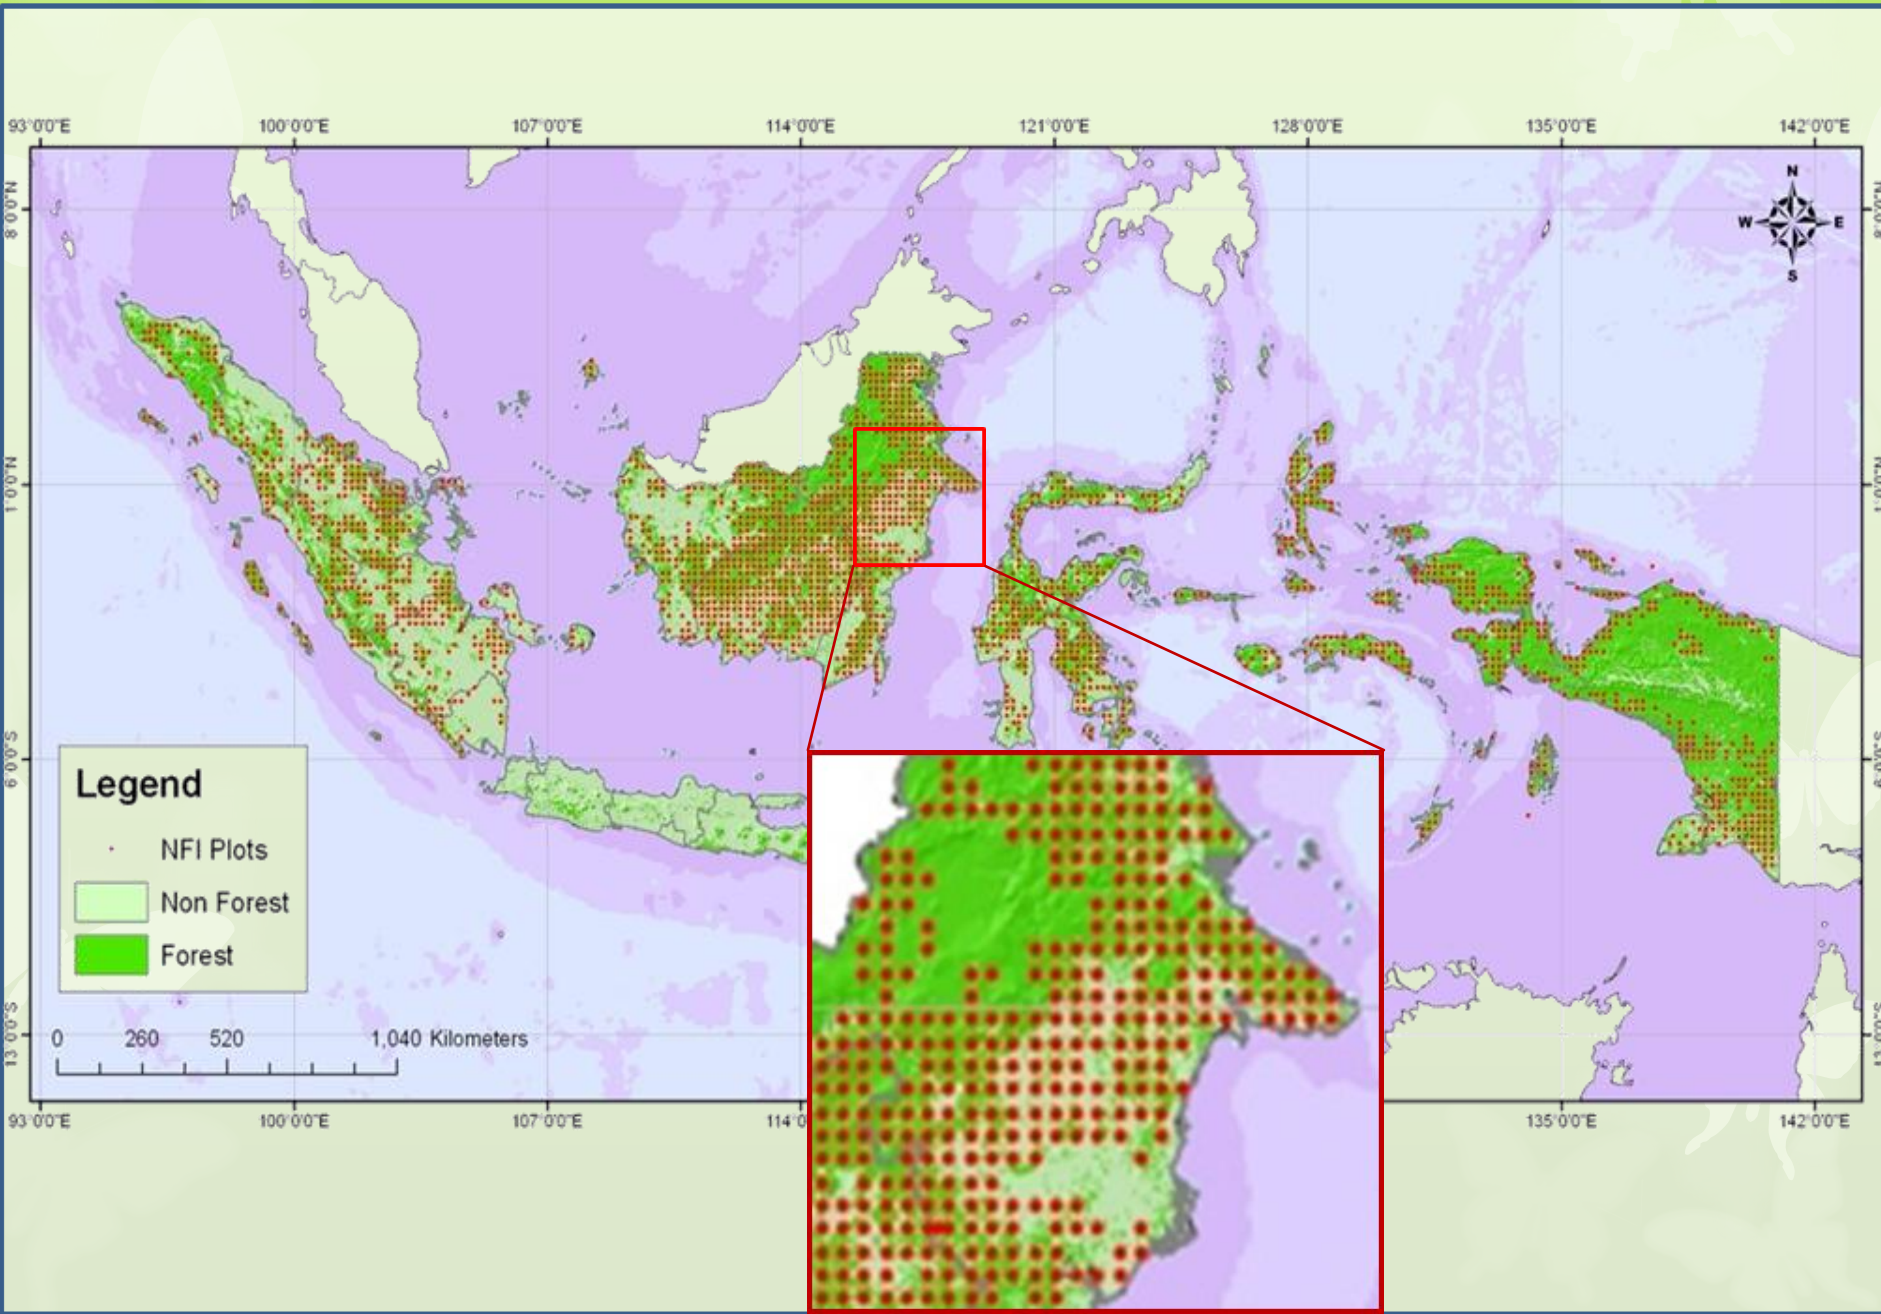 93°0'0"E 100°0'0"E 107°0'0"E 114°0'0"E 121°0'0"E 128°0'0"E 135°0'0"E 142°0'0"E
N
W E
S
8°0'0"N
1°0'0"N
6°0'0"S
13°0'0"S
Legend
NFI Plots
Non Forest
Forest
0 260 520 1,040 Kilometers
93°0'0"E 100°0'0"E 107°0'0"E 135°0'0"E 142°0'0"E